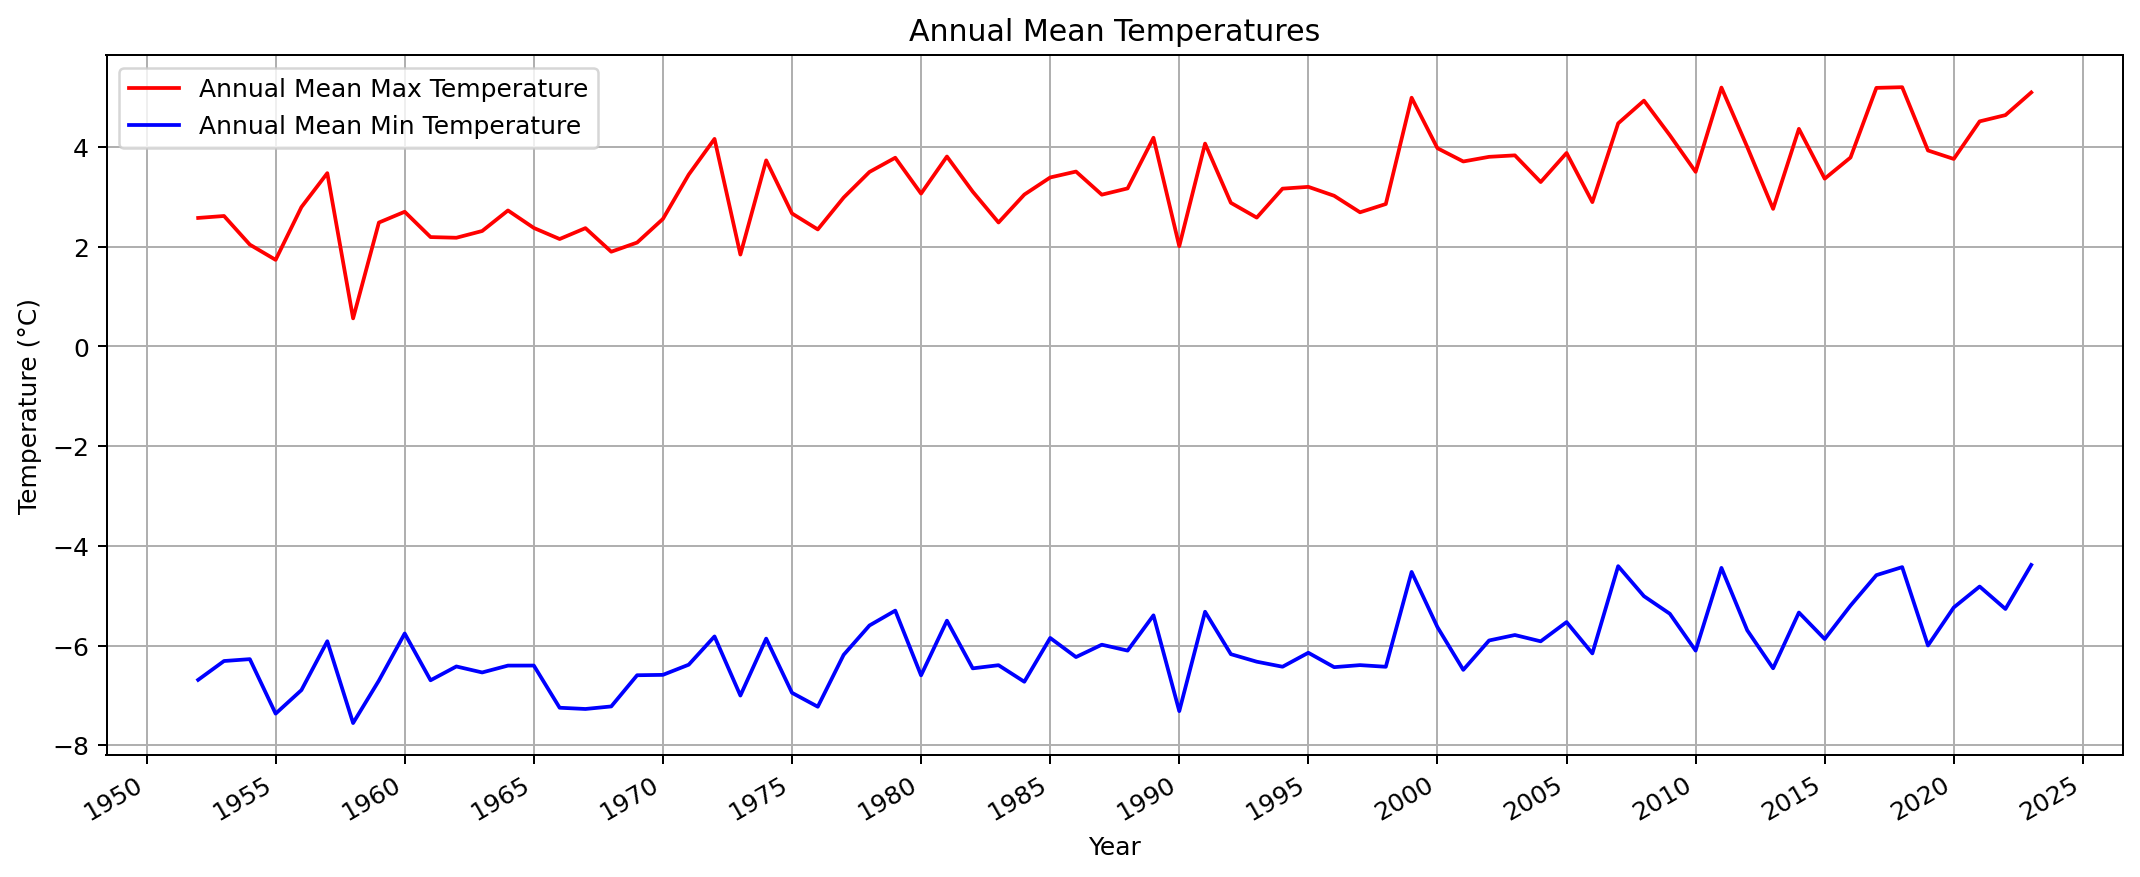 Annual Mean Temperatures
Annual Mean Max Temperature
Annual Mean Min Temperature
Temperature (°C)
4
2
0
−2
−4
−6
−8
1950 1955 1960 1965 1970 1975 1980 1985 1990 1995 2000 2005 2010 2015 2020 2025
Year